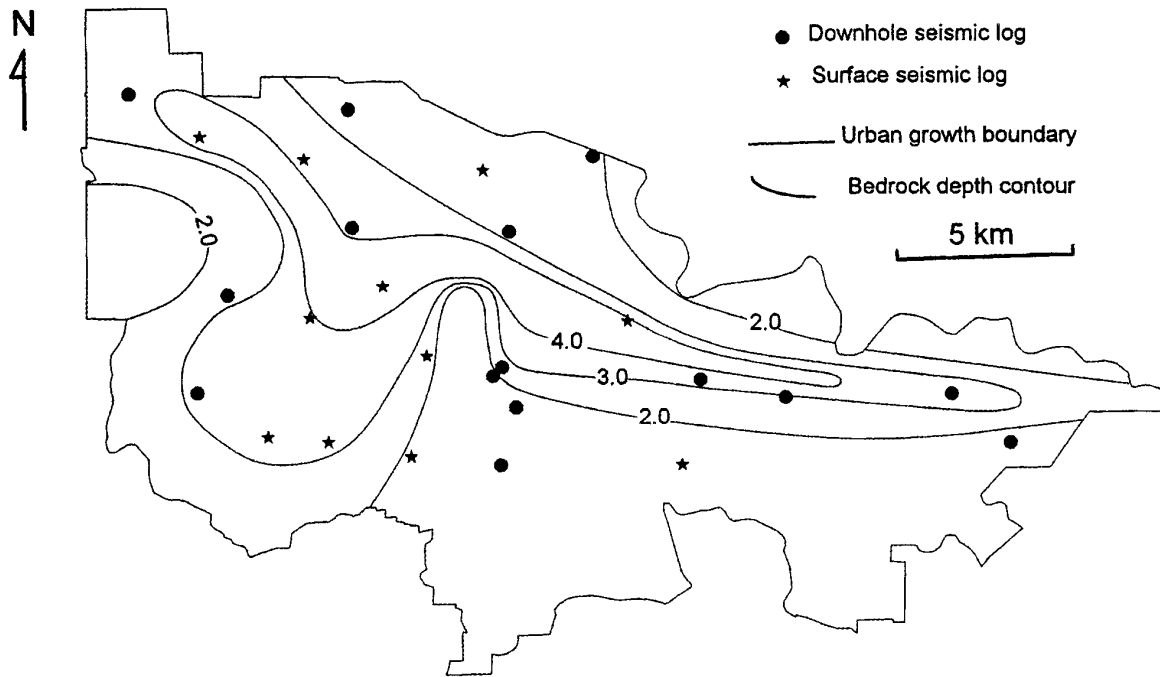 N
Downhole seismic log
Surface seismic log
Urban growth boundary
Bedrock depth contour
5 km
2.0
2.0
4.0
3.0
2.0